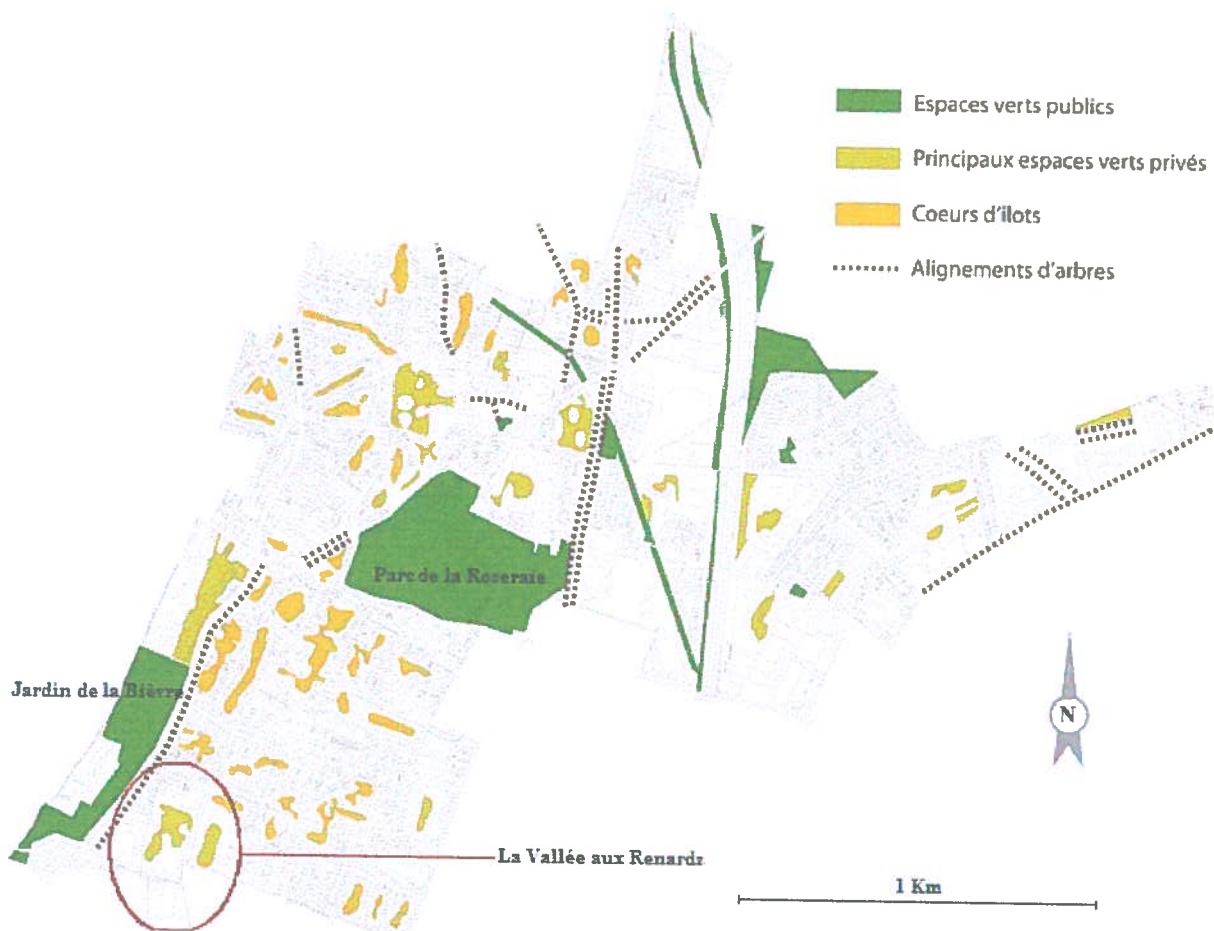 Espaces verts publics
Principaux espaces verts privés
Coeurs d'ilots
Alignements d'arbres
Parc de la Roseraie
Jardin de la Bièvre
N
La Vallée aux Renardz
1 Km